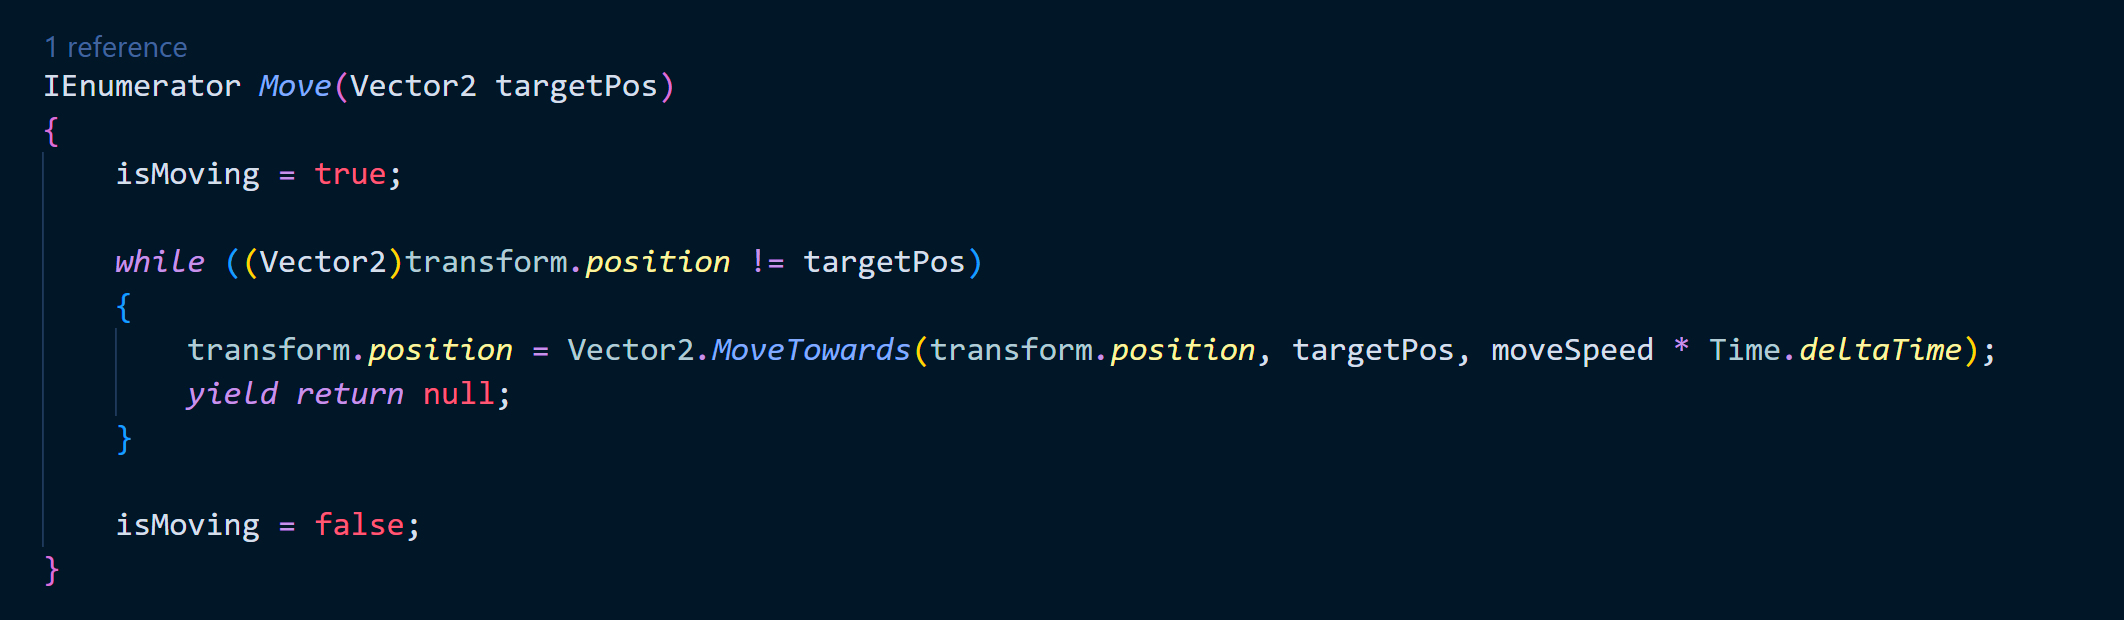 1 reference
IEnumerator Move(Vector2 targetPos)
{
    isMoving = true;

    while ((Vector2)transform.position != targetPos)
    {
        transform.position = Vector2.MoveTowards(transform.position, targetPos, moveSpeed * Time.deltaTime);
        yield return null;
    }

    isMoving = false;
}